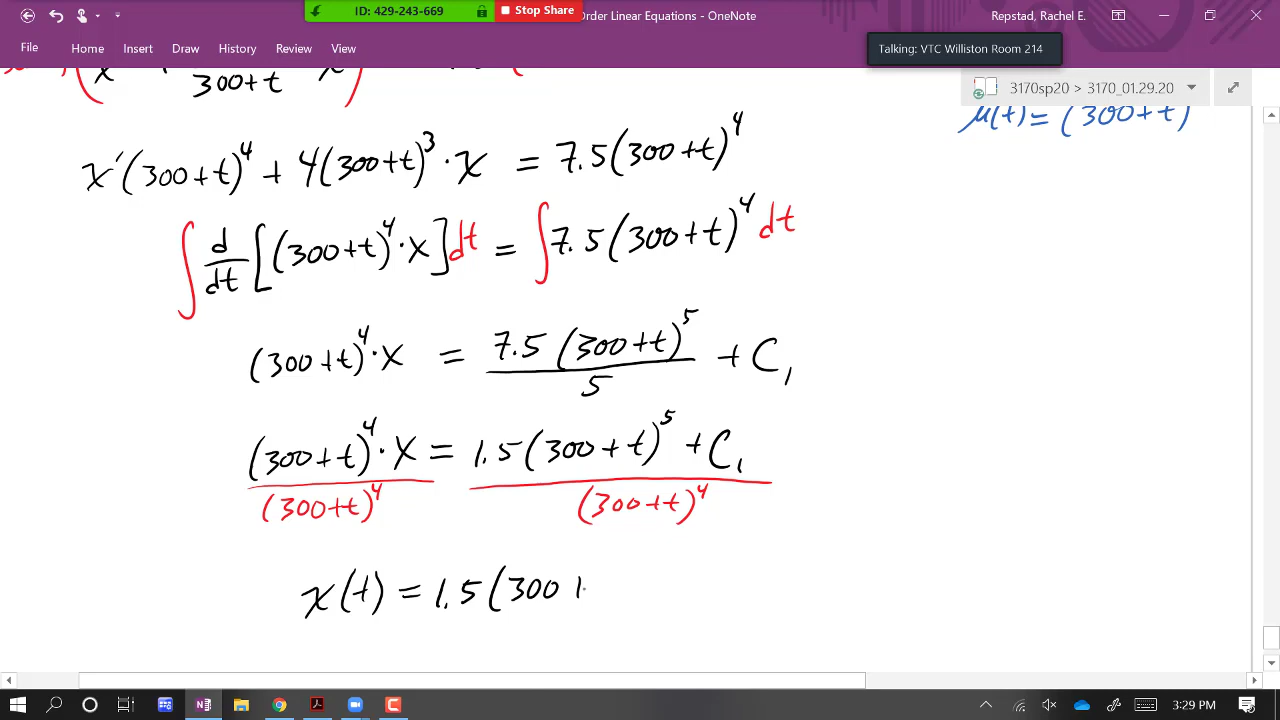 ID: 429-243-669 Stop Share
Order Linear Equations - OneNote
Repstad, Rachel E.
File Home Insert Draw History Review View
Talking: VTC Williston Room 214
3170sp20 > 3170_01.29.20
300+t
μ(t) = (300+t)
x'(300+t)^4 + 4(300+t)^3 · x = 7.5(300+t)^4
∫ d/dt [(300+t)^4 · x] dt = ∫ 7.5(300+t)^4 dt
(300+t)^4 · x = 7.5(300+t)^5 / 5 + C₁
(300+t)^4 · x = 1.5(300+t)^5 + C₁
(300+t)^4 (300+t)^4
x(t) = 1.5(300
3:29 PM